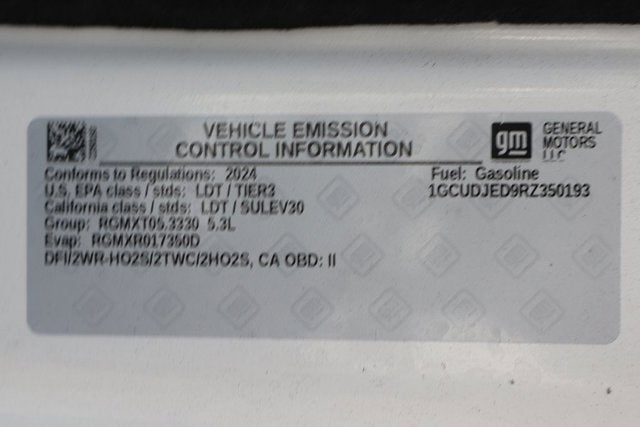 VEHICLE EMISSION
CONTROL INFORMATION
gm
GENERAL
MOTORS
LLC
Conforms to Regulations: 2024
Fuel: Gasoline
U.S. EPA class / stds: LDT / TIER3
1GCUDJED9RZ350193
California class / stds: LDT / SULEV30
Group: RGMXT05.3330 5.3L
Evap: RGMXR017350D
DFI/2WR-HO2S/2TWC/2HO2S, CA OBD: II